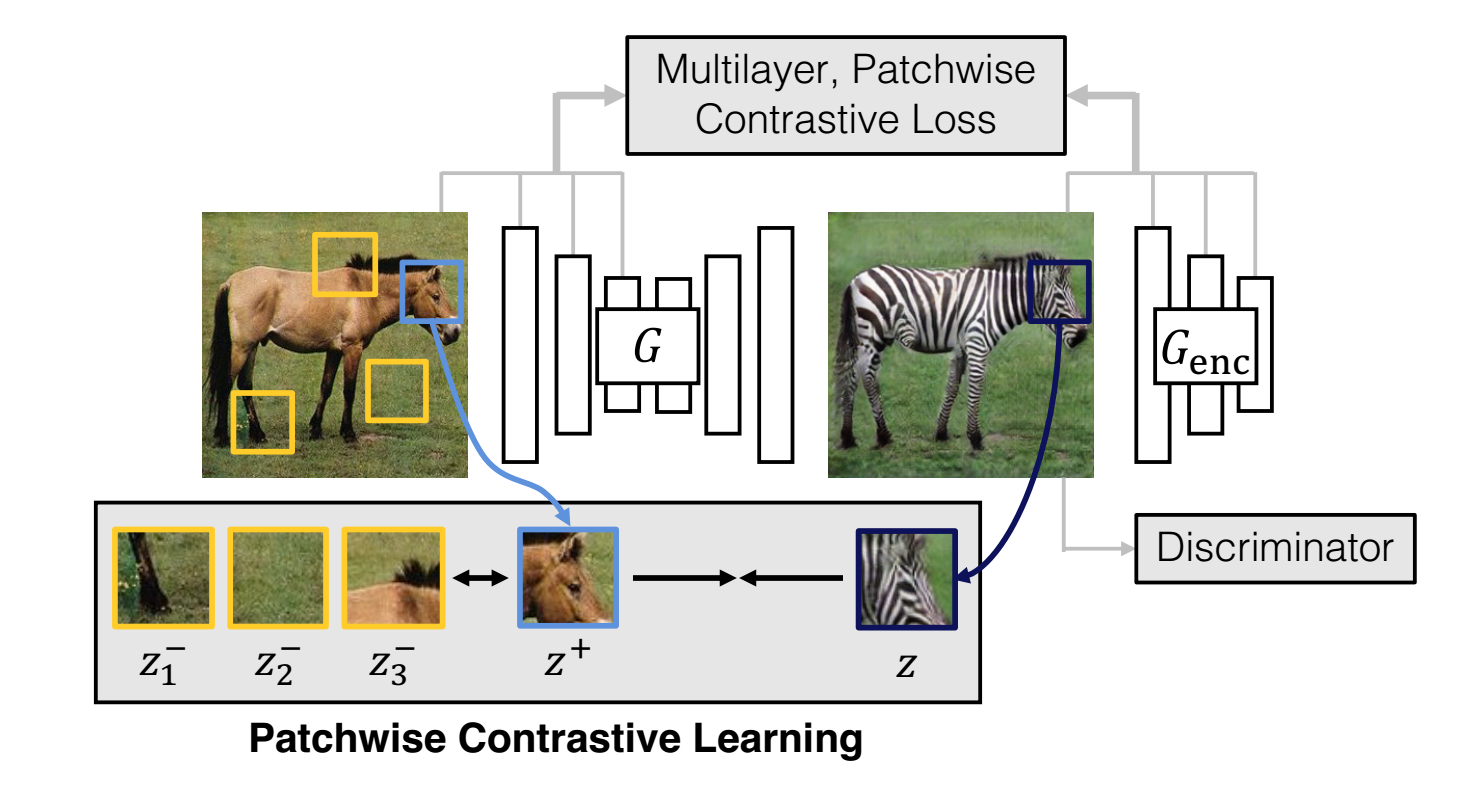 Multilayer, Patchwise
Contrastive Loss
G
G_enc
Discriminator
z_1^- z_2^- z_3^- z^+ z
Patchwise Contrastive Learning